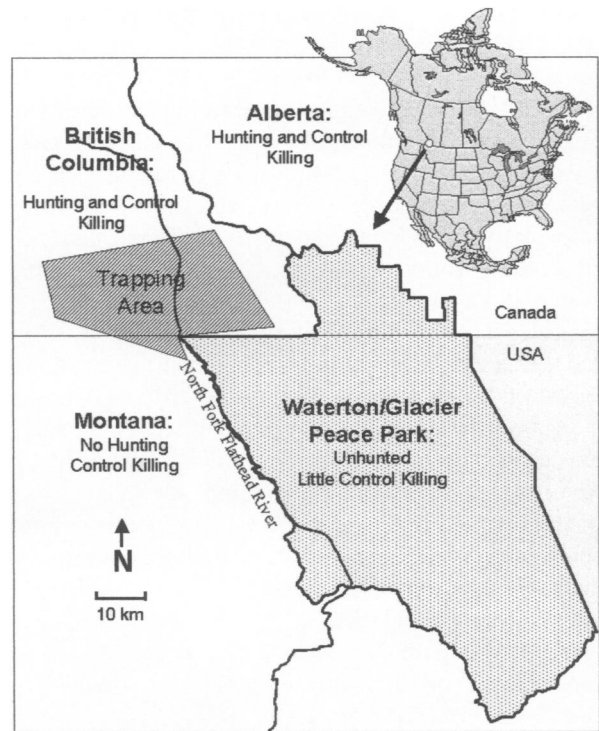 Alberta:
Hunting and Control
Killing
British
Columbia:
Hunting and Control
Killing
Trapping
Area
Canada
USA
North Fork Flathead River
Montana:
No Hunting
Control Killing
Waterton/Glacier
Peace Park:
Unhunted
Little Control Killing
N
10 km